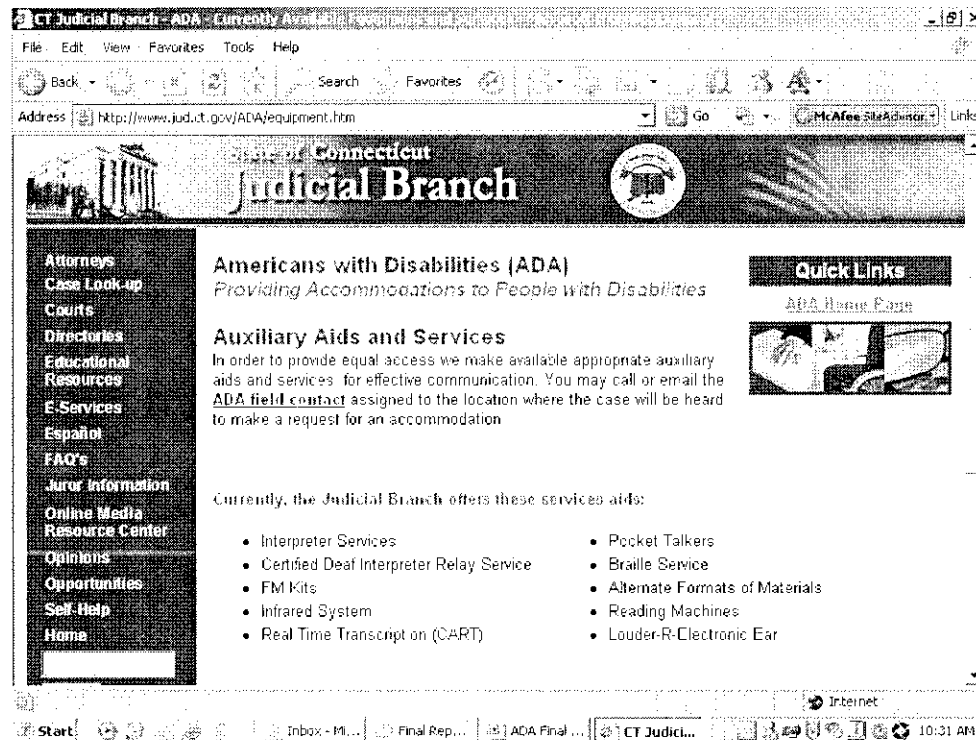 CT Judicial Branch - ADA - Currently Available
File Edit View Favorites Tools Help
Back Search Favorites
Address http://www.jud.ct.gov/ADA/equipment.htm Go McAfee SiteAdvisor Links
State of Connecticut
Judicial Branch
Attorneys
Case Look-up
Courts
Directories
Educational
Resources
E-Services
Español
FAQ's
Juror Information
Online Media
Resource Center
Opinions
Opportunities
Self-Help
Home
Americans with Disabilities (ADA)
Providing Accommodations to People with Disabilities
Auxiliary Aids and Services
In order to provide equal access we make available appropriate auxiliary
aids and services for effective communication. You may call or email the
ADA field contact assigned to the location where the case will be heard
to make a request for an accommodation
Currently, the Judicial Branch offers these services aids:
• Interpreter Services
• Certified Deaf Interpreter Relay Service
• FM Kits
• Infrared System
• Real Time Transcription (CART)
• Pocket Talkers
• Braille Service
• Alternate Formats of Materials
• Reading Machines
• Louder-R-Electronic Ear
Quick Links
ADA Home Page
Internet
Start Inbox - Mi... Final Rep... ADA Final ... CT Judici... 10:31 AM